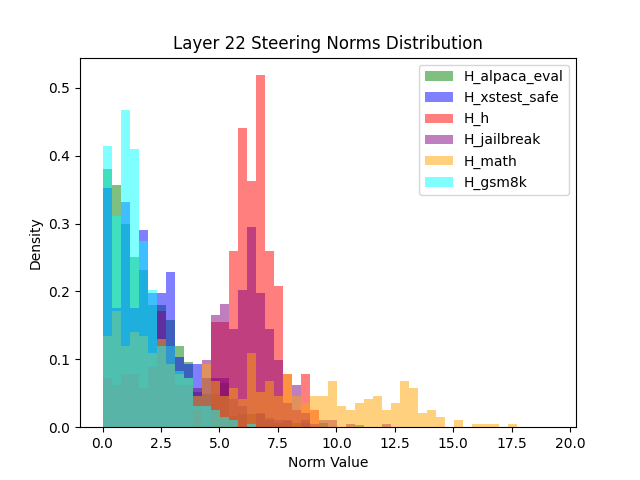 Layer 22 Steering Norms Distribution
H_alpaca_eval
H_xstest_safe
H_h
H_jailbreak
H_math
H_gsm8k
Density
0.5
0.4
0.3
0.2
0.1
0.0
0.0 2.5 5.0 7.5 10.0 12.5 15.0 17.5 20.0
Norm Value